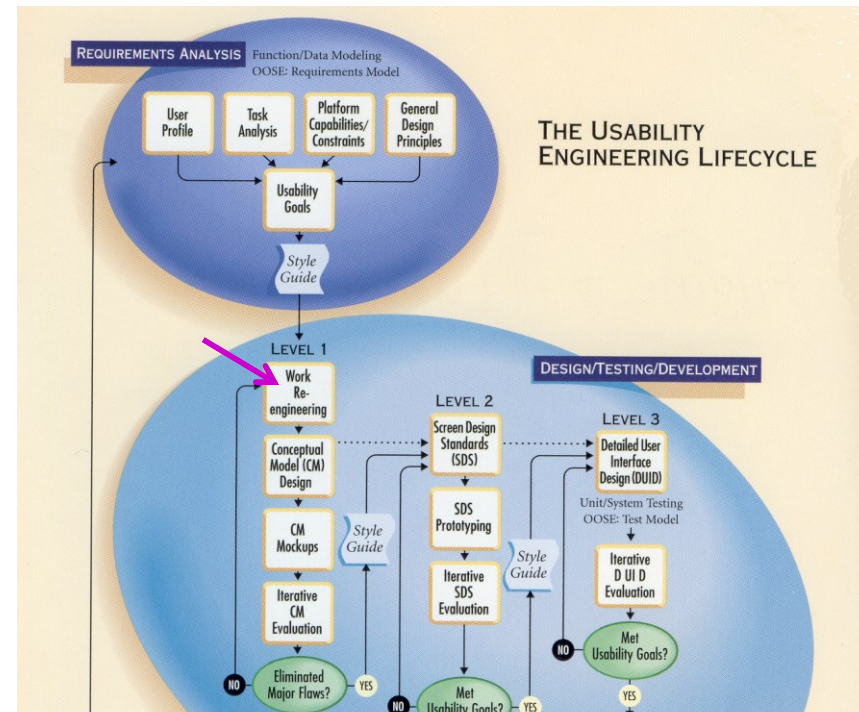 REQUIREMENTS ANALYSIS
Function/Data Modeling
OOSE: Requirements Model
User
Profile
Task
Analysis
Platform
Capabilities/
Constraints
General
Design
Principles
THE USABILITY
ENGINEERING LIFECYCLE
Usability
Goals
Style
Guide
LEVEL 1
Work
Re-
engineering
Conceptual
Model (CM)
Design
CM
Mockups
Iterative
CM
Evaluation
Eliminated
Major Flaws?
NO
YES
Style
Guide
DESIGN/TESTING/DEVELOPMENT
LEVEL 2
Screen Design
Standards
(SDS)
SDS
Prototyping
Iterative
SDS
Evaluation
Met
Usability Goals?
NO
YES
Style
Guide
LEVEL 3
Detailed User
Interface
Design (DUID)
Unit/System Testing
OOSE: Test Model
Iterative
D UI D
Evaluation
Met
Usability Goals?
NO
YES